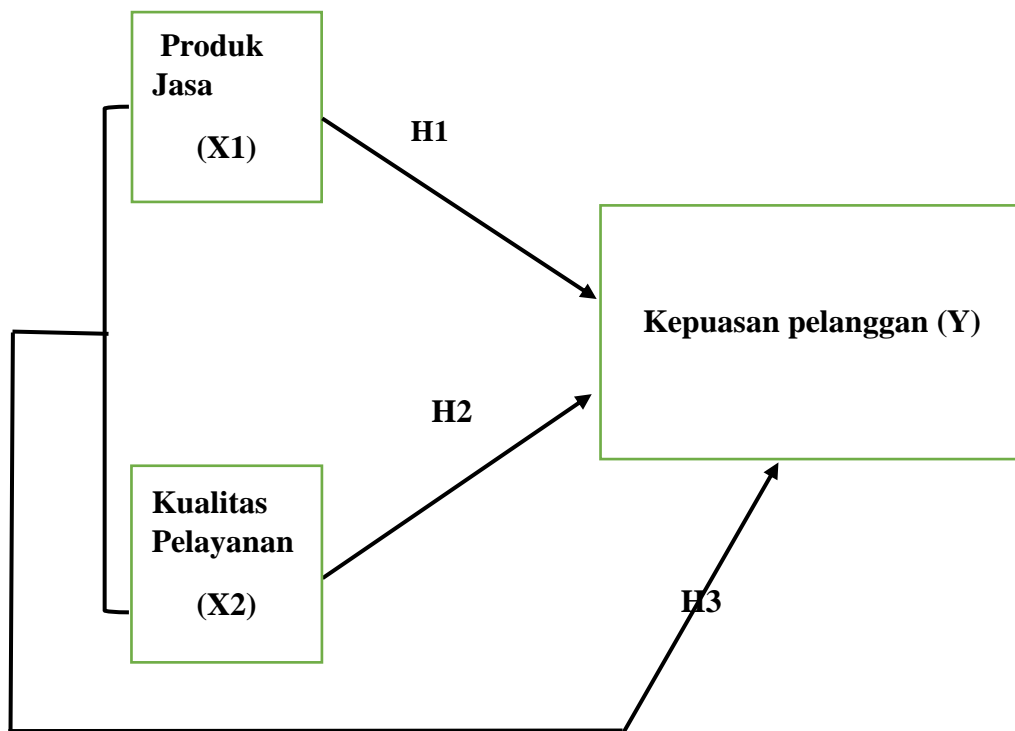 Produk
Jasa
(X1)
H1
Kepuasan pelanggan (Y)
H2
Kualitas
Pelayanan
(X2)
H3